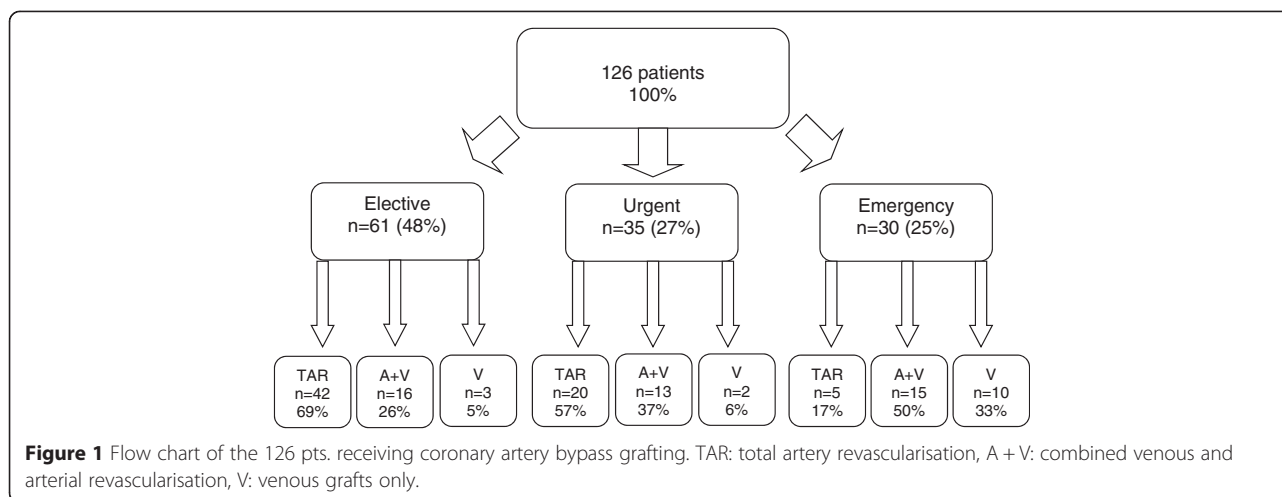 126 patients
100%
Elective
n=61 (48%)
Urgent
n=35 (27%)
Emergency
n=30 (25%)
TAR
n=42
69%
A+V
n=16
26%
V
n=3
5%
TAR
n=20
57%
A+V
n=13
37%
V
n=2
6%
TAR
n=5
17%
A+V
n=15
50%
V
n=10
33%
Figure 1 Flow chart of the 126 pts. receiving coronary artery bypass grafting. TAR: total artery revascularisation, A + V: combined venous and
arterial revascularisation, V: venous grafts only.